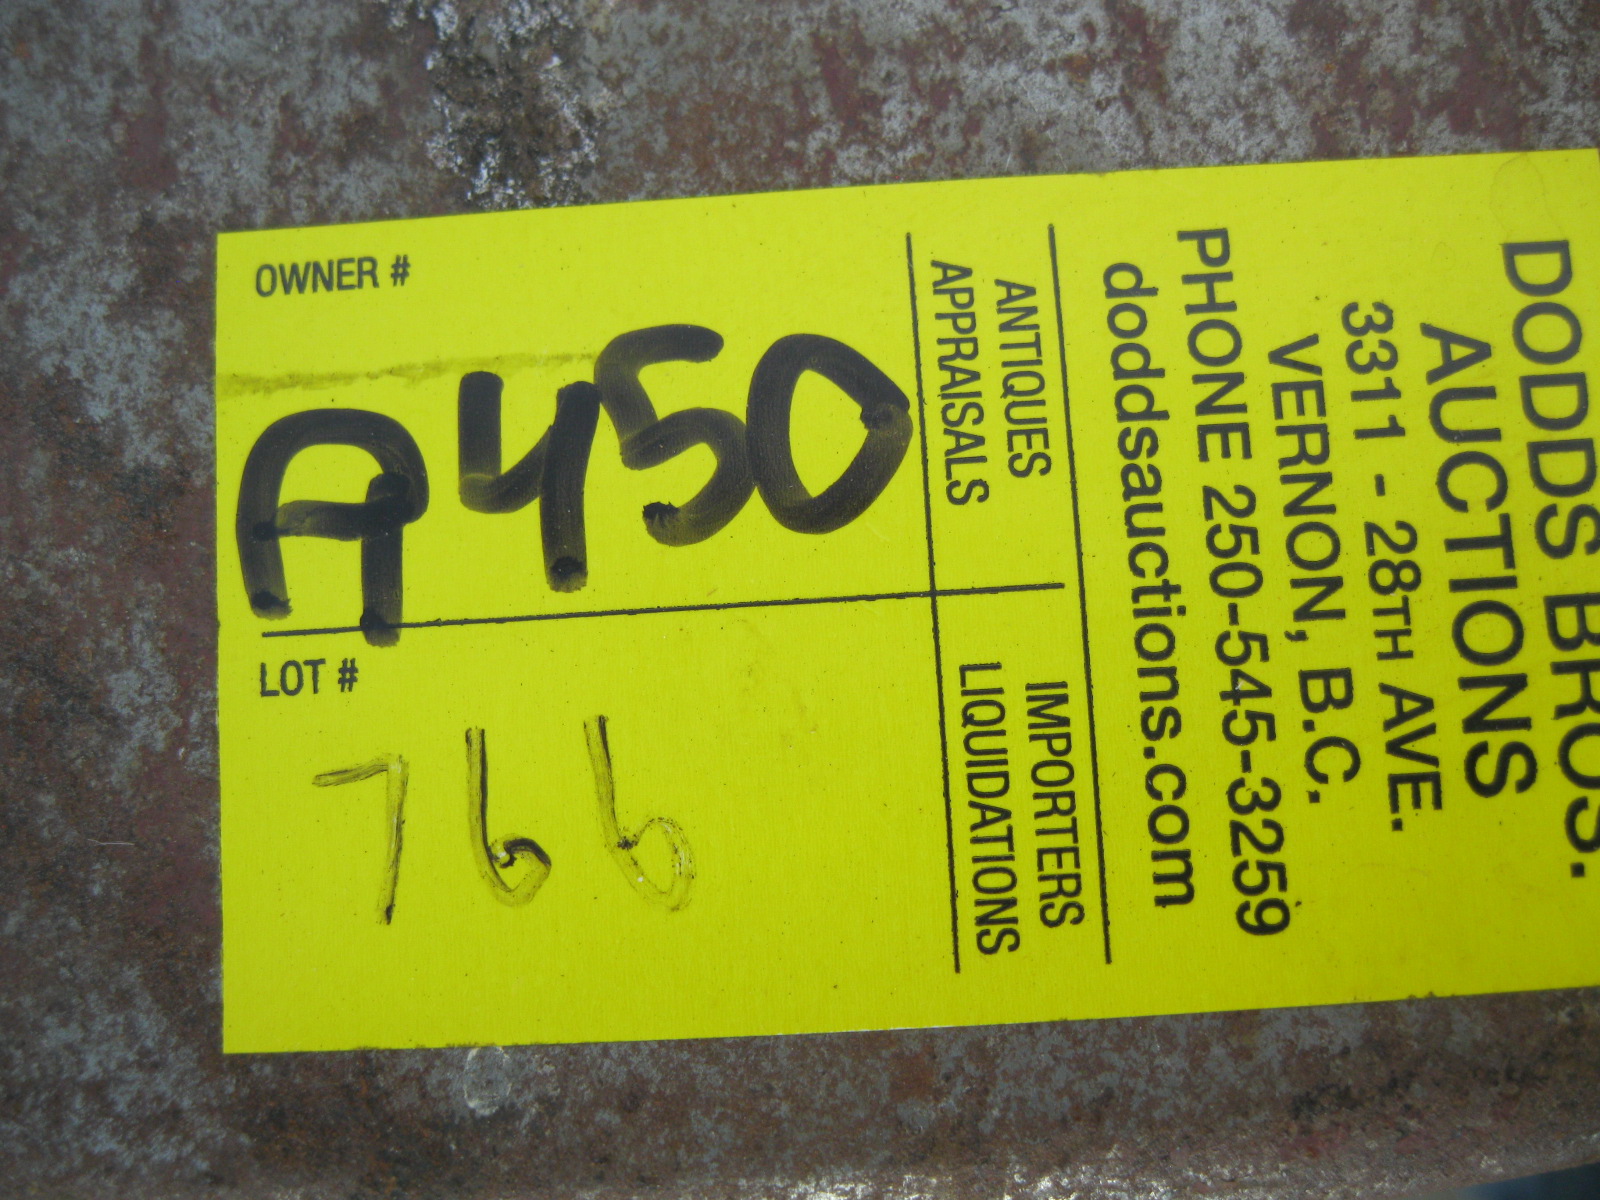 DODDS BROS.
AUCTIONS
3311 - 28TH AVE.
VERNON, B.C.
PHONE 250-545-3259
doddsauctions.com
ANTIQUES
APPRAISALS
IMPORTERS
LIQUIDATIONS
OWNER #
A450
LOT #
766